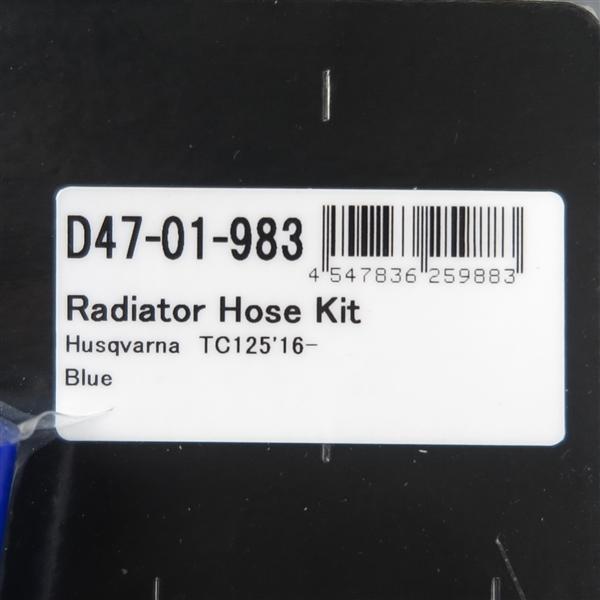 D47-01-983
4 547836 259883
Radiator Hose Kit
Husqvarna TC125'16-
Blue